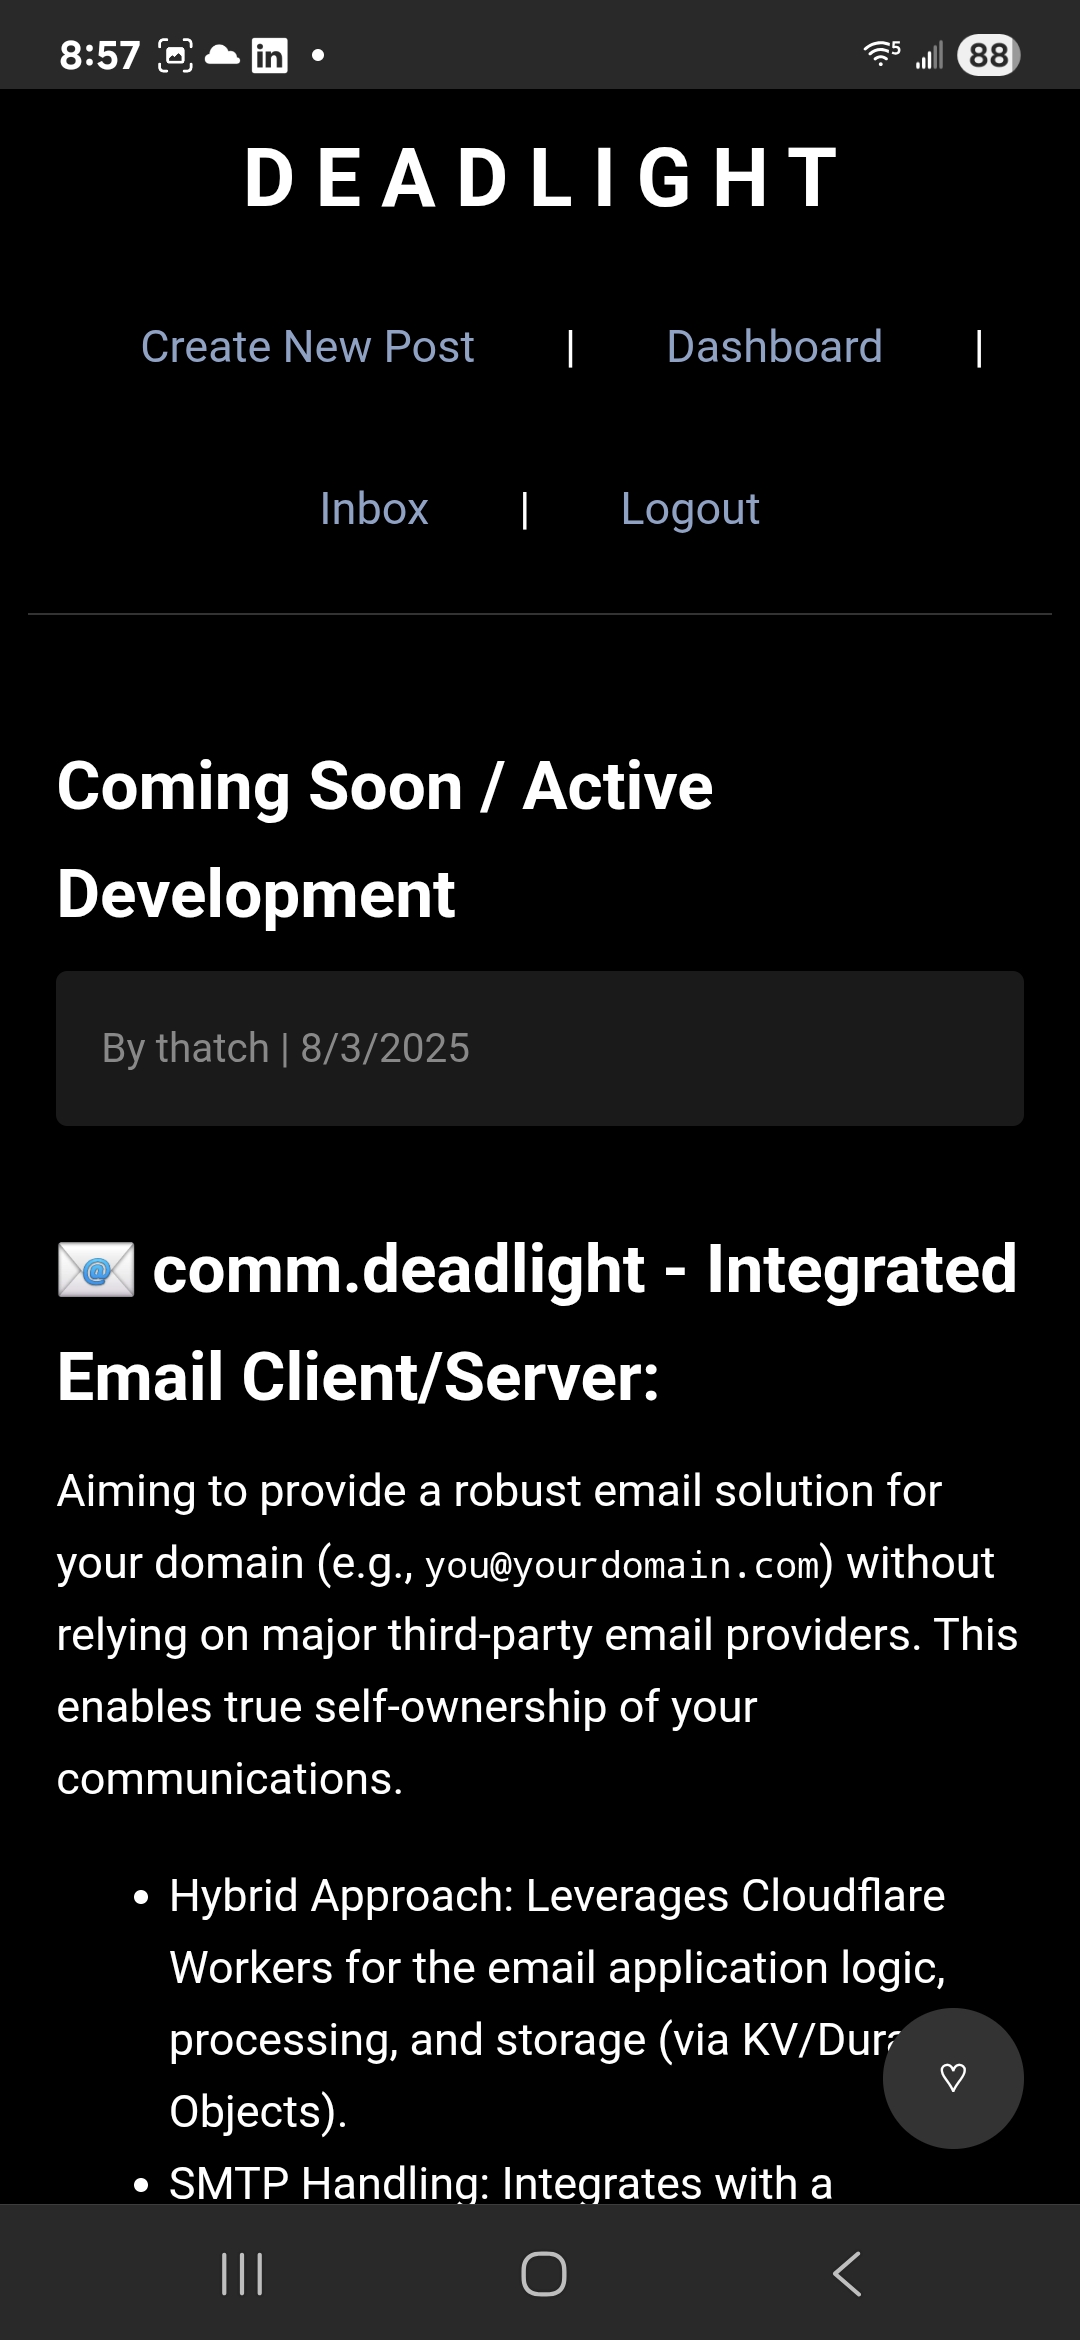 8:57 in 5 88
DEADLIGHT
Create New Post | Dashboard |
Inbox | Logout
Coming Soon / Active
Development
By thatch | 8/3/2025
@ comm.deadlight - Integrated
Email Client/Server:
Aiming to provide a robust email solution for
your domain (e.g., you@yourdomain.com) without
relying on major third-party email providers. This
enables true self-ownership of your
communications.
• Hybrid Approach: Leverages Cloudflare
Workers for the email application logic,
processing, and storage (via KV/Dura
Objects).
• SMTP Handling: Integrates with a